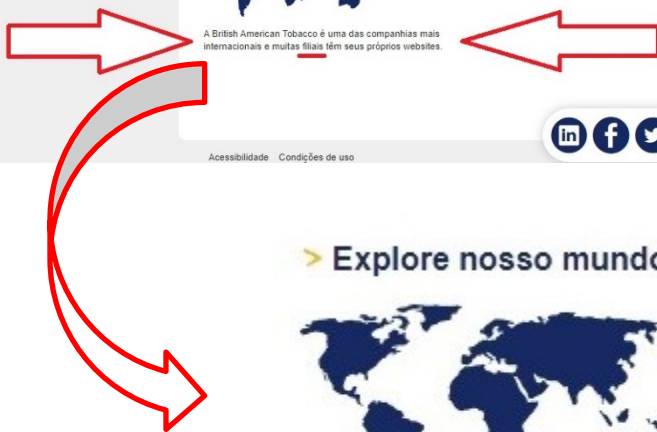 A British American Tobacco é uma das companhias mais
internacionais e muitas filiais têm seus próprios websites.
in f
Acessibilidade Condições de uso
> Explore nosso mundo